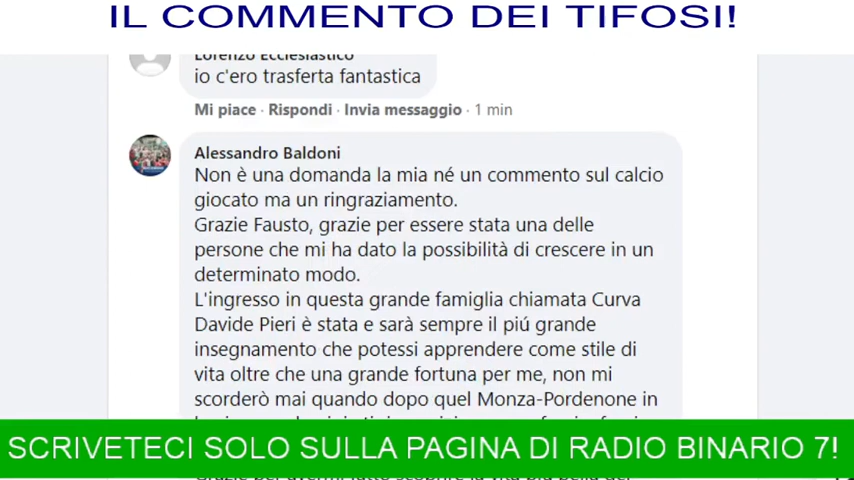 IL COMMENTO DEI TIFOSI!
Lorenzo Ecclesiastico
io c'ero trasferta fantastica
Mi piace · Rispondi · Invia messaggio · 1 min
Alessandro Baldoni
Non è una domanda la mia né un commento sul calcio
giocato ma un ringraziamento.
Grazie Fausto, grazie per essere stata una delle
persone che mi ha dato la possibilità di crescere in un
determinato modo.
L'ingresso in questa grande famiglia chiamata Curva
Davide Pieri è stata e sarà sempre il piú grande
insegnamento che potessi apprendere come stile di
vita oltre che una grande fortuna per me, non mi
scorderò mai quando dopo quel Monza-Pordenone in
SCRIVETECI SOLO SULLA PAGINA DI RADIO BINARIO 7!